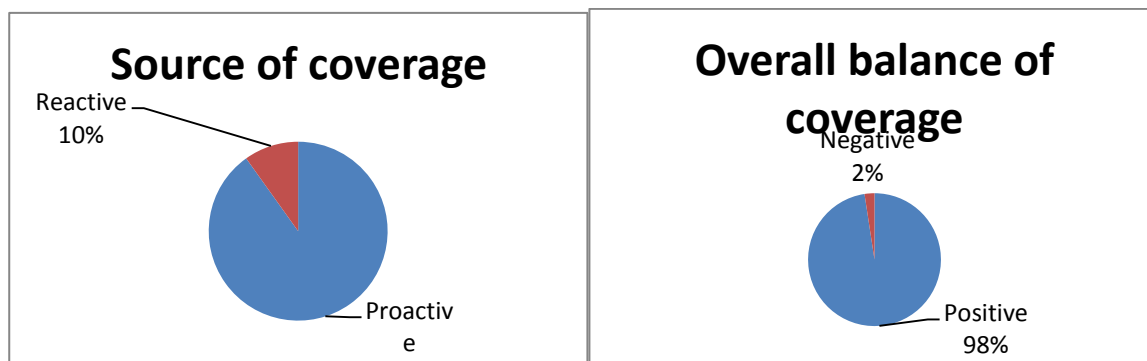 Source of coverage
Reactive
10%
Proactiv
e
Overall balance of
coverage
Negative
2%
Positive
98%